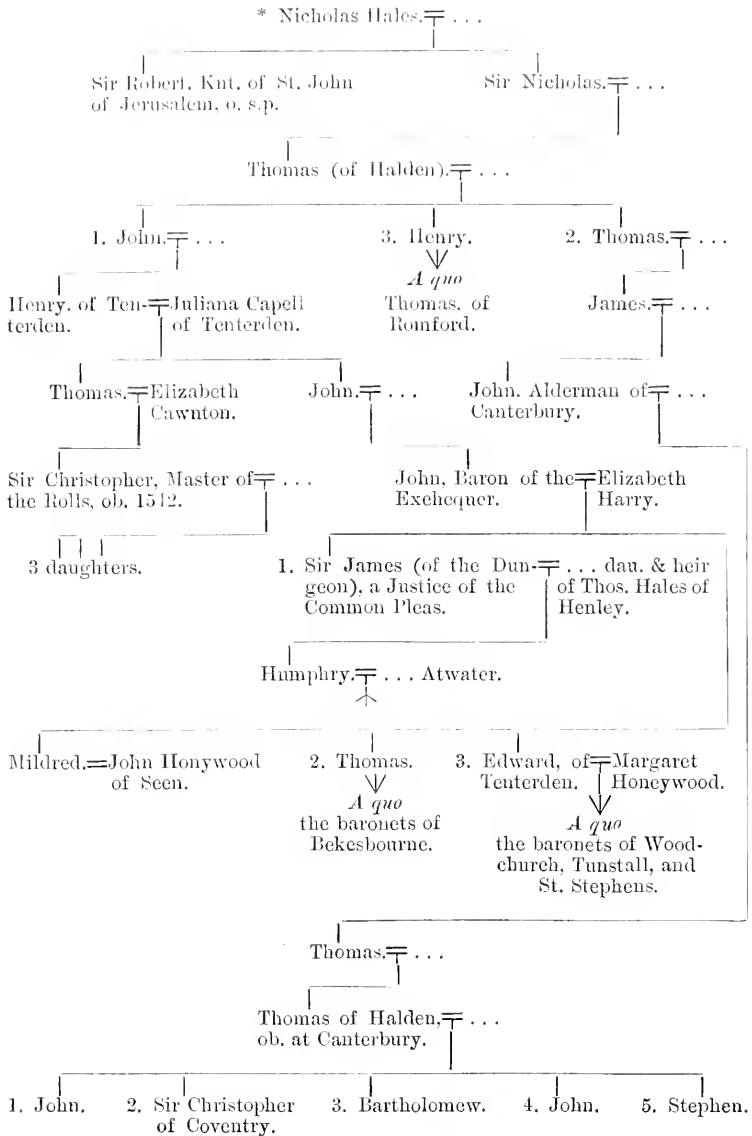 * Nicholas Hales. = ...
Sir Robert, Knt. of St. John
of Jerusalem, o. s.p.
Sir Nicholas. = ...
Thomas (of Halden). = ...
1. John. = ...
3. Henry.
2. Thomas. = ...
A quo
Thomas, of
Romford.
Henry, of Ten- = Juliana Capell
terden. of Tenterden.
James. = ...
Thomas. = Elizabeth
Cawnton.
John. = ...
John, Alderman of = ...
Canterbury.
Sir Christopher, Master of = ...
the Rolls, ob. 1542.
John, Baron of the = Elizabeth
Exchequer. Harry.
3 daughters.
1. Sir James (of the Dun- = ... dau. & heir
geon), a Justice of the of Thos. Hales of
Common Pleas. Henley.
Humphry. = ... Atwater.
Mildred. = John Honywood
of Seen.
2. Thomas.
A quo
the baronets of
Bekesbourne.
3. Edward, of = Margaret
Tenterden. Honeywood.
A quo
the baronets of Wood-
church, Tunstall, and
St. Stephens.
Thomas. = ...
Thomas of Halden, = ...
ob. at Canterbury.
1. John.
2. Sir Christopher
of Coventry.
3. Bartholomew.
4. John.
5. Stephen.